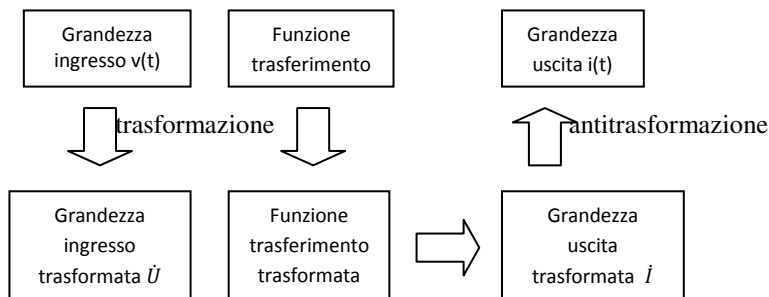 Grandezza
ingresso v(t)
Funzione
trasferimento
Grandezza
uscita i(t)
trasformazione
antitrasformazione
Grandezza
ingresso
trasformata U̇
Funzione
trasferimento
trasformata
Grandezza
uscita
trasformata İ